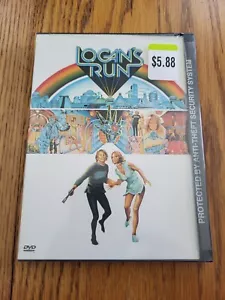 LOGAN'S
RUN
$5.88
PROTECTED BY ANTI-THEFT SECURITY SYSTEM
DVD